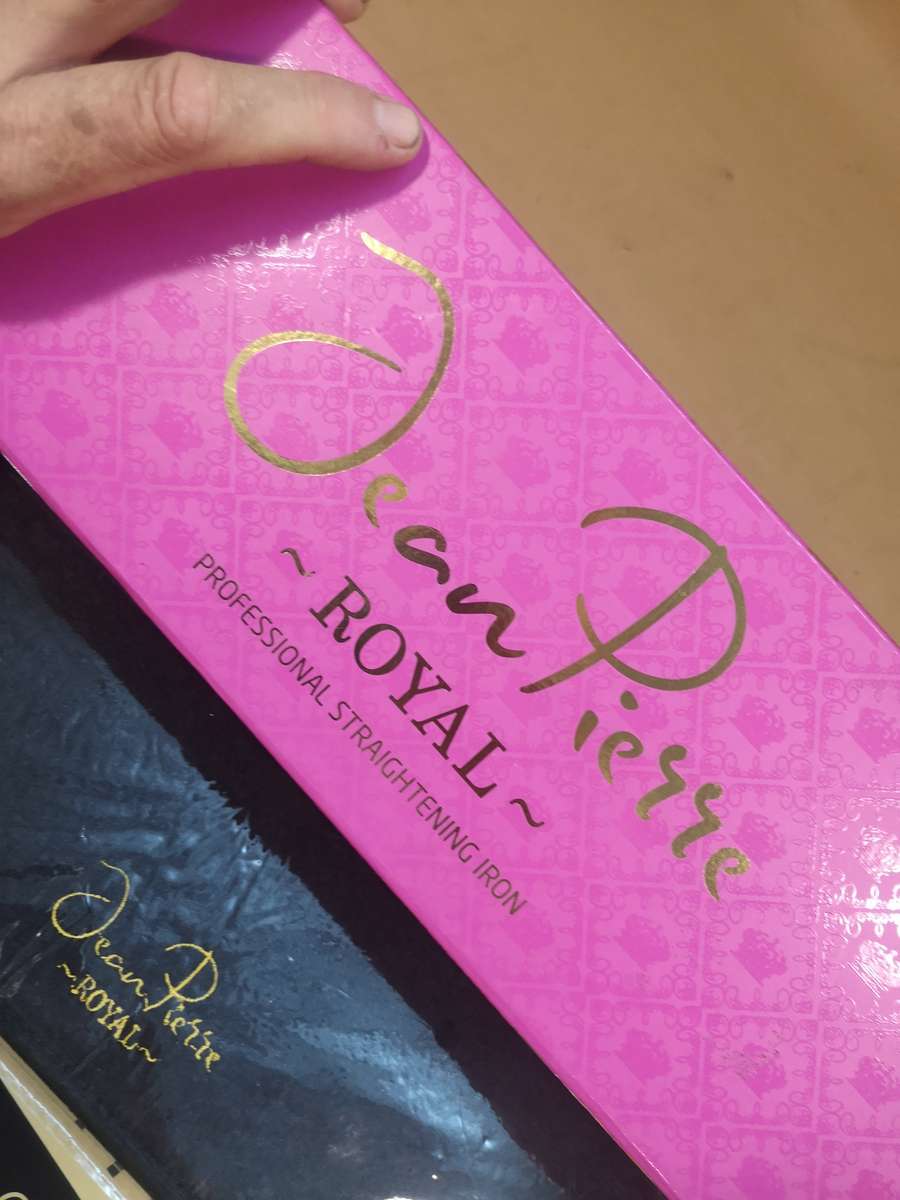 Jean Pierre
~ ROYAL ~
PROFESSIONAL STRAIGHTENING IRON
Jean Pierre
~ROYAL~